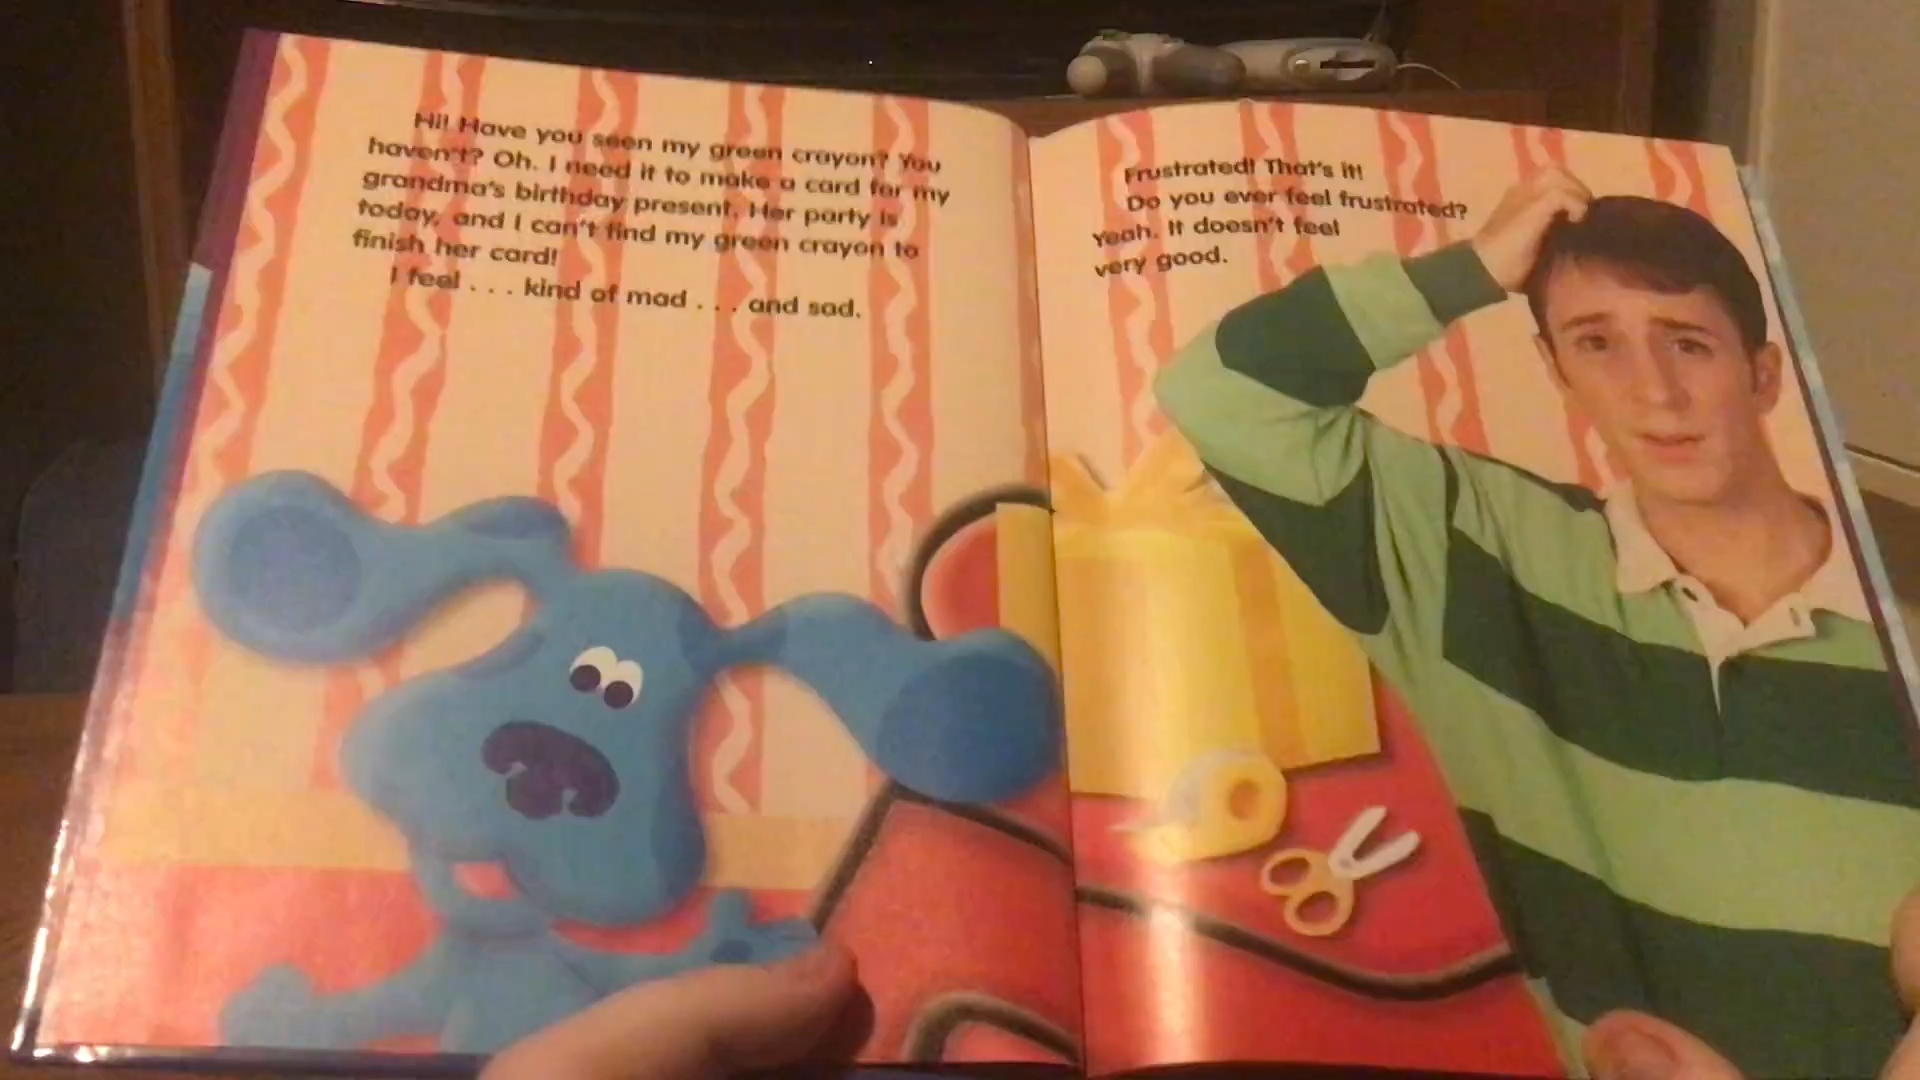 Hi! Have you seen my green crayon? You
haven't? Oh. I need it to make a card for my
grandma's birthday present. Her party is
today, and I can't find my green crayon to
finish her card!
I feel . . . kind of mad . . . and sad.
Frustrated! That's it!
Do you ever feel frustrated?
Yeah. It doesn't feel
very good.